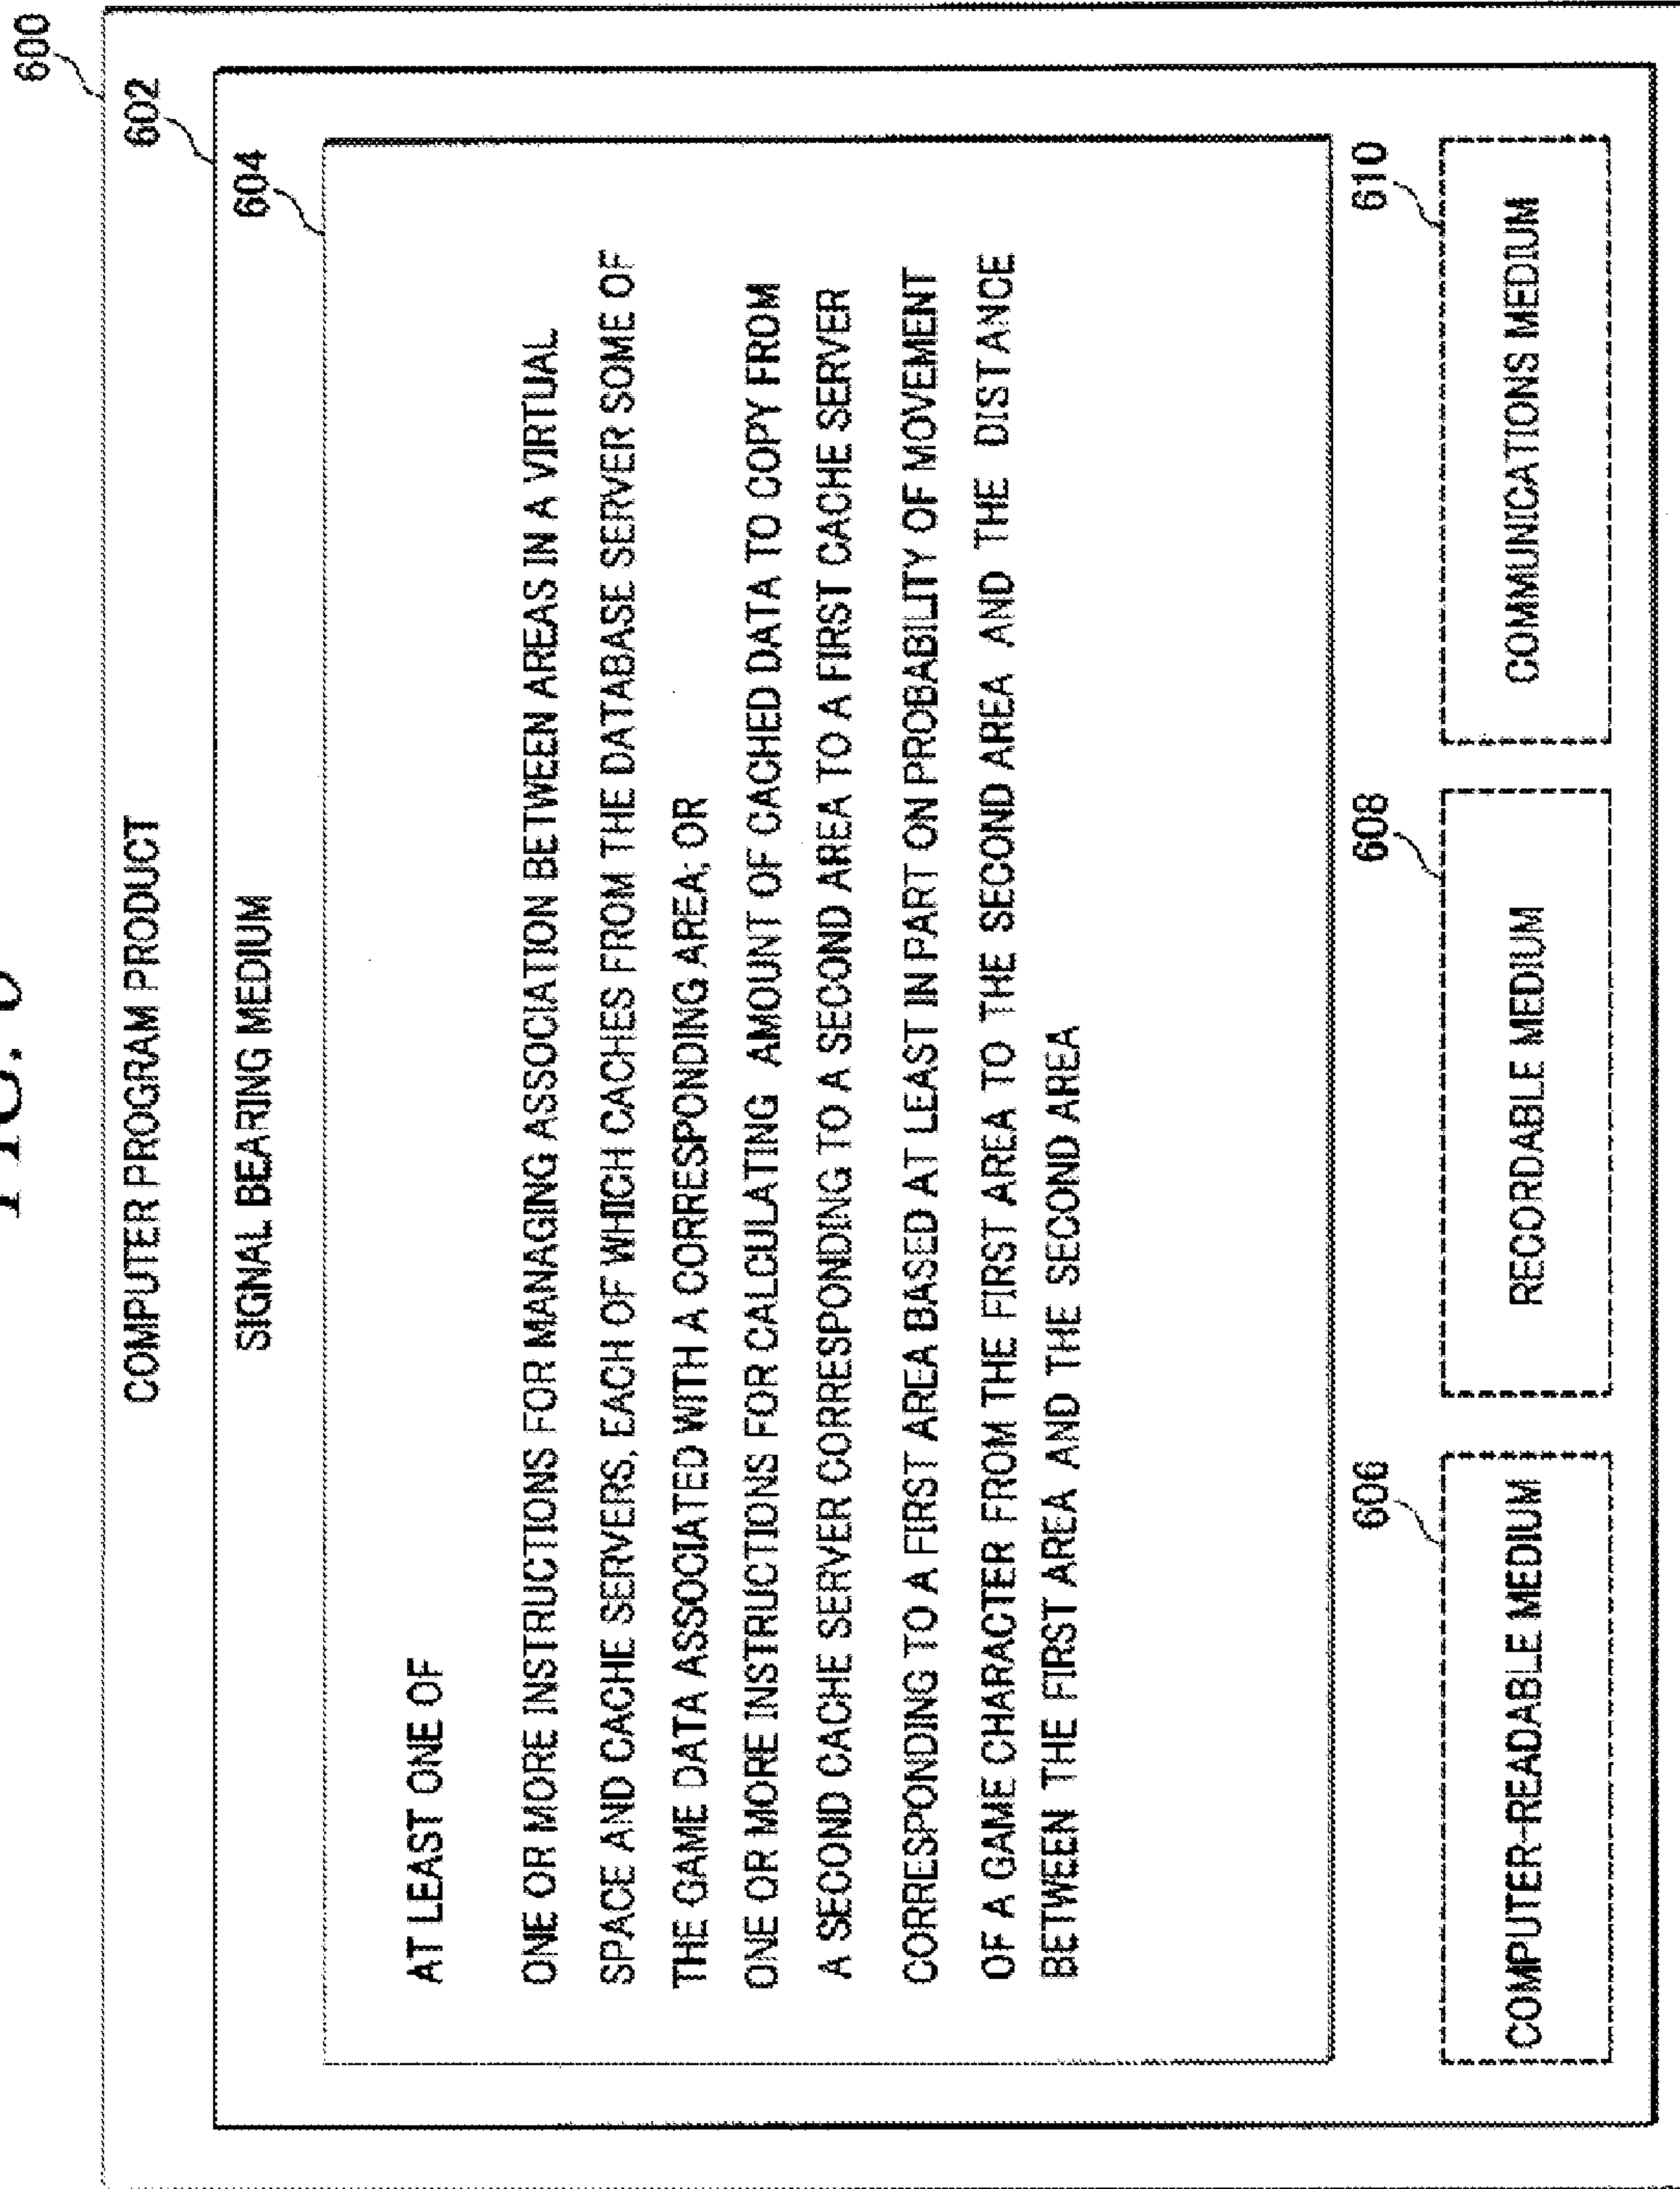 FIG. 6
600
COMPUTER PROGRAM PRODUCT
602
SIGNAL BEARING MEDIUM
604
AT LEAST ONE OF
ONE OR MORE INSTRUCTIONS FOR MANAGING ASSOCIATION BETWEEN AREAS IN A VIRTUAL
SPACE AND CACHE SERVERS, EACH OF WHICH CACHES FROM THE DATABASE SERVER SOME OF
THE GAME DATA ASSOCIATED WITH A CORRESPONDING AREA; OR
ONE OR MORE INSTRUCTIONS FOR CALCULATING AMOUNT OF CACHED DATA TO COPY FROM
A SECOND CACHE SERVER CORRESPONDING TO A SECOND AREA TO A FIRST CACHE SERVER
CORRESPONDING TO A FIRST AREA BASED AT LEAST IN PART ON PROBABILITY OF MOVEMENT
OF A GAME CHARACTER FROM THE FIRST AREA TO THE SECOND AREA AND THE DISTANCE
BETWEEN THE FIRST AREA AND THE SECOND AREA
606
COMPUTER-READABLE MEDIUM
608
RECORDABLE MEDIUM
610
COMMUNICATIONS MEDIUM